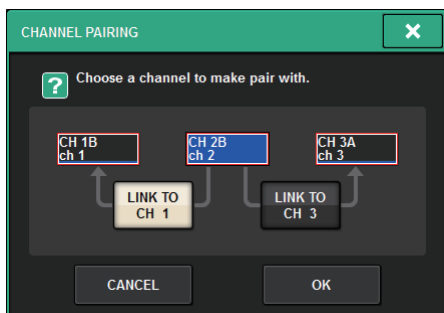 CHANNEL PAIRING
?
Choose a channel to make pair with.
CH 1B
ch 1
CH 2B
ch 2
CH 3A
ch 3
LINK TO
CH 1
LINK TO
CH 3
CANCEL
OK